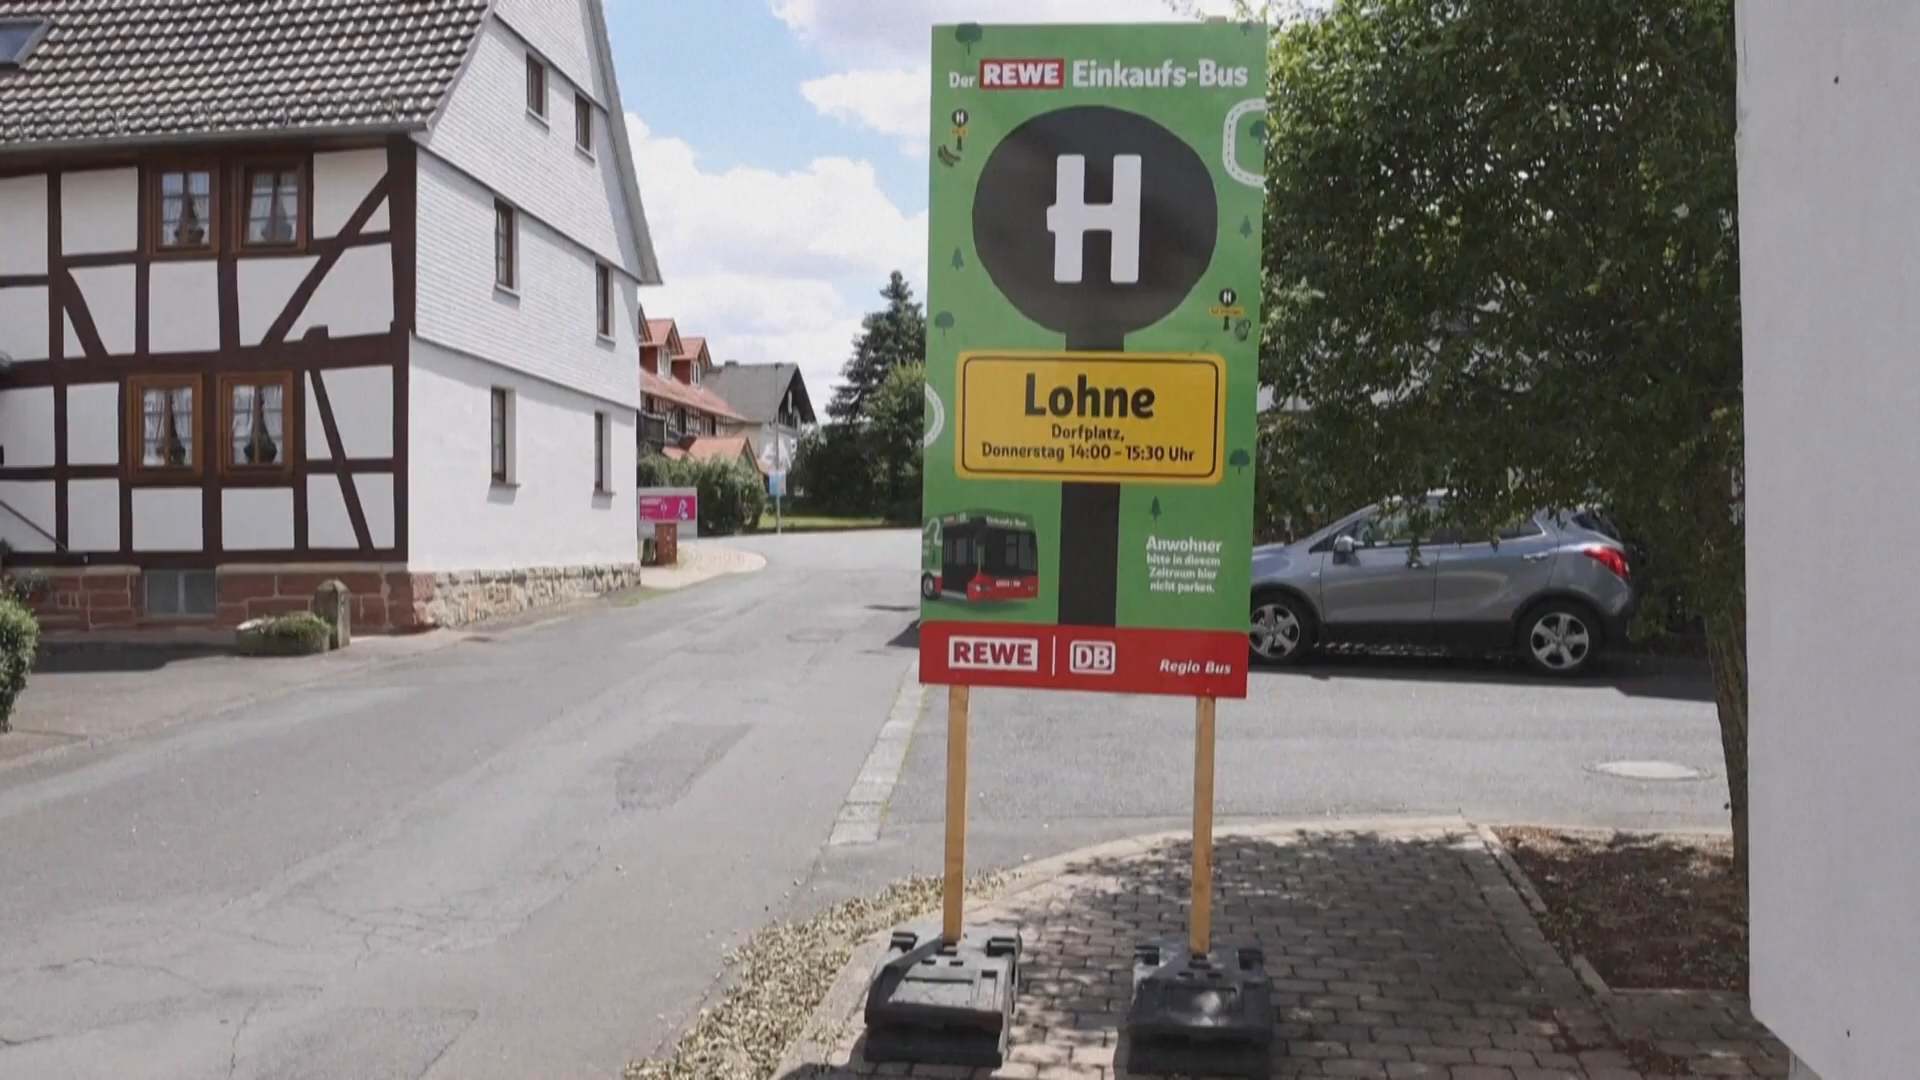 Der REWE Einkaufs-Bus
H
Lohne
Dorfplatz,
Donnerstag 14:00 – 15:30 Uhr
Anwohner
bitte in diesem
Zeitraum hier
nicht parken.
REWE | DB Regio Bus